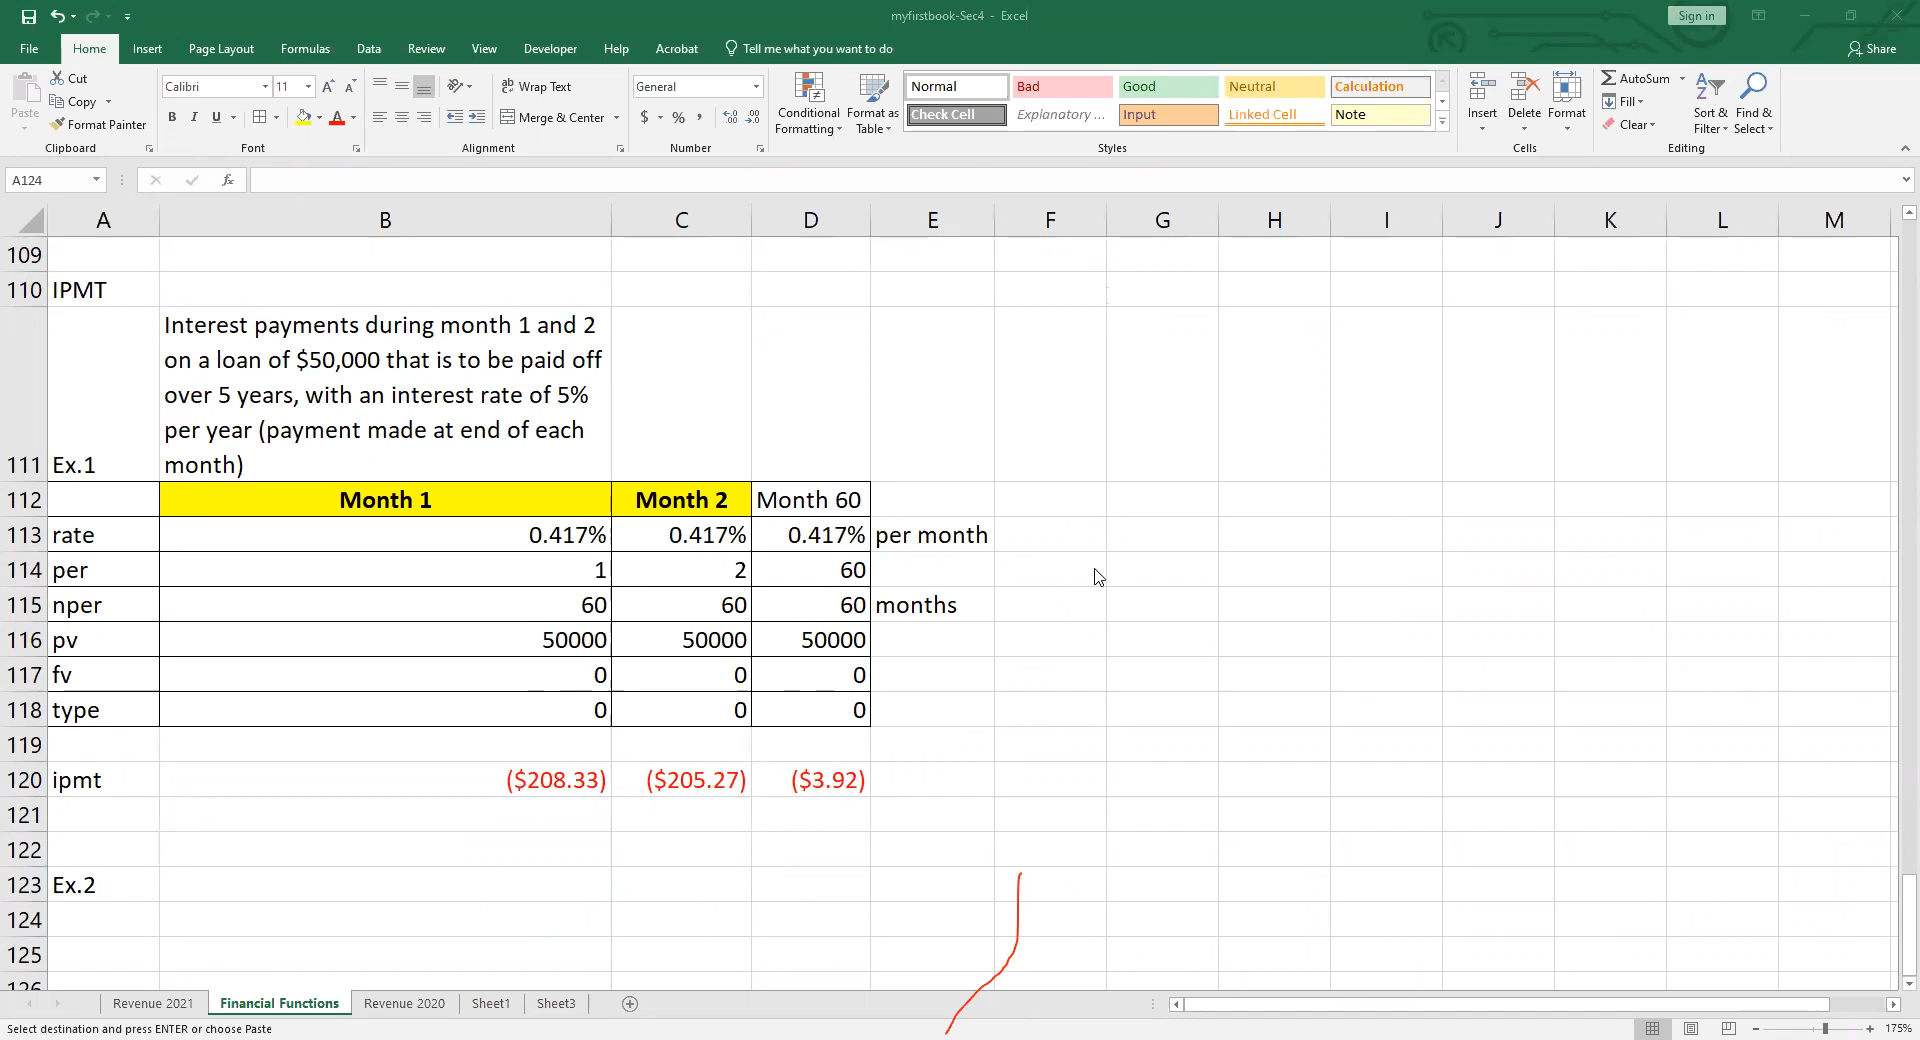 myfirstbook-Sec4 - Excel
Sign in
File Home Insert Page Layout Formulas Data Review View Developer Help Acrobat Tell me what you want to do Share
Paste Cut Copy Format Painter
Calibri 11
B I U
Wrap Text
Merge & Center
General
$ % ,
Conditional Formatting
Format as Table
Normal Bad Good Neutral Calculation
Check Cell Explanatory ... Input Linked Cell Note
Insert Delete Format
AutoSum
Fill
Clear
Sort & Filter
Find & Select
Clipboard Font Alignment Number Styles Cells Editing
A124 fx
A B C D E F G H I J K L M
109
110 IPMT
Interest payments during month 1 and 2
on a loan of $50,000 that is to be paid off
over 5 years, with an interest rate of 5%
per year (payment made at end of each
111 Ex.1 month)
112 Month 1 Month 2 Month 60
113 rate 0.417% 0.417% 0.417% per month
114 per 1 2 60
115 nper 60 60 60 months
116 pv 50000 50000 50000
117 fv 0 0 0
118 type 0 0 0
119
120 ipmt ($208.33) ($205.27) ($3.92)
121
122
123 Ex.2
124
125
126
Revenue 2021 Financial Functions Revenue 2020 Sheet1 Sheet3
Select destination and press ENTER or choose Paste 175%